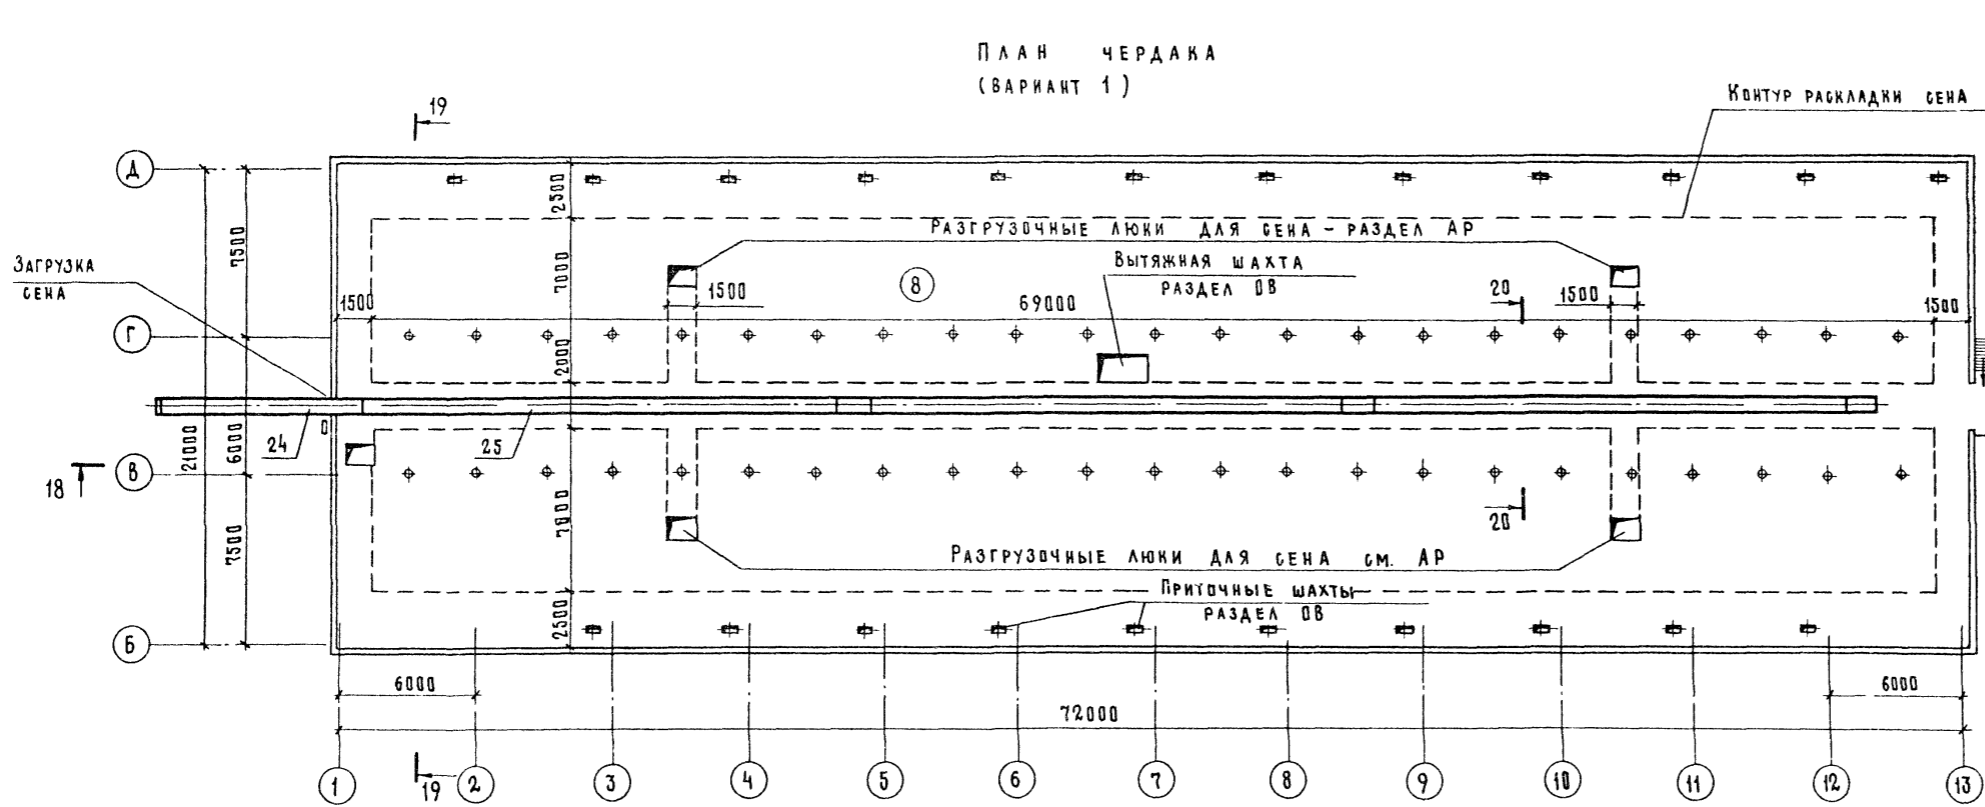 ПЛАН ЧЕРДАКА
(ВАРИАНТ 1)
КОНТУР РАСКЛАДКИ СЕНА
19
Д
2500
РАЗГРУЗОЧНЫЕ ЛЮКИ ДЛЯ СЕНА – РАЗДЕЛ АР
7500
ЗАГРУЗКА
СЕНА
7000
ВЫТЯЖНАЯ ШАХТА
РАЗДЕЛ ОВ
8
20
1500
1500
69000
1500
1500
Г
2000
0
24
25
21000
6000
В
18
7000
20
7500
РАЗГРУЗОЧНЫЕ ЛЮКИ ДЛЯ СЕНА СМ. АР
ПРИТОЧНЫЕ ШАХТЫ
РАЗДЕЛ ОВ
2500
Б
6000
6000
72000
19
1
2
3
4
5
6
7
8
9
10
11
12
13